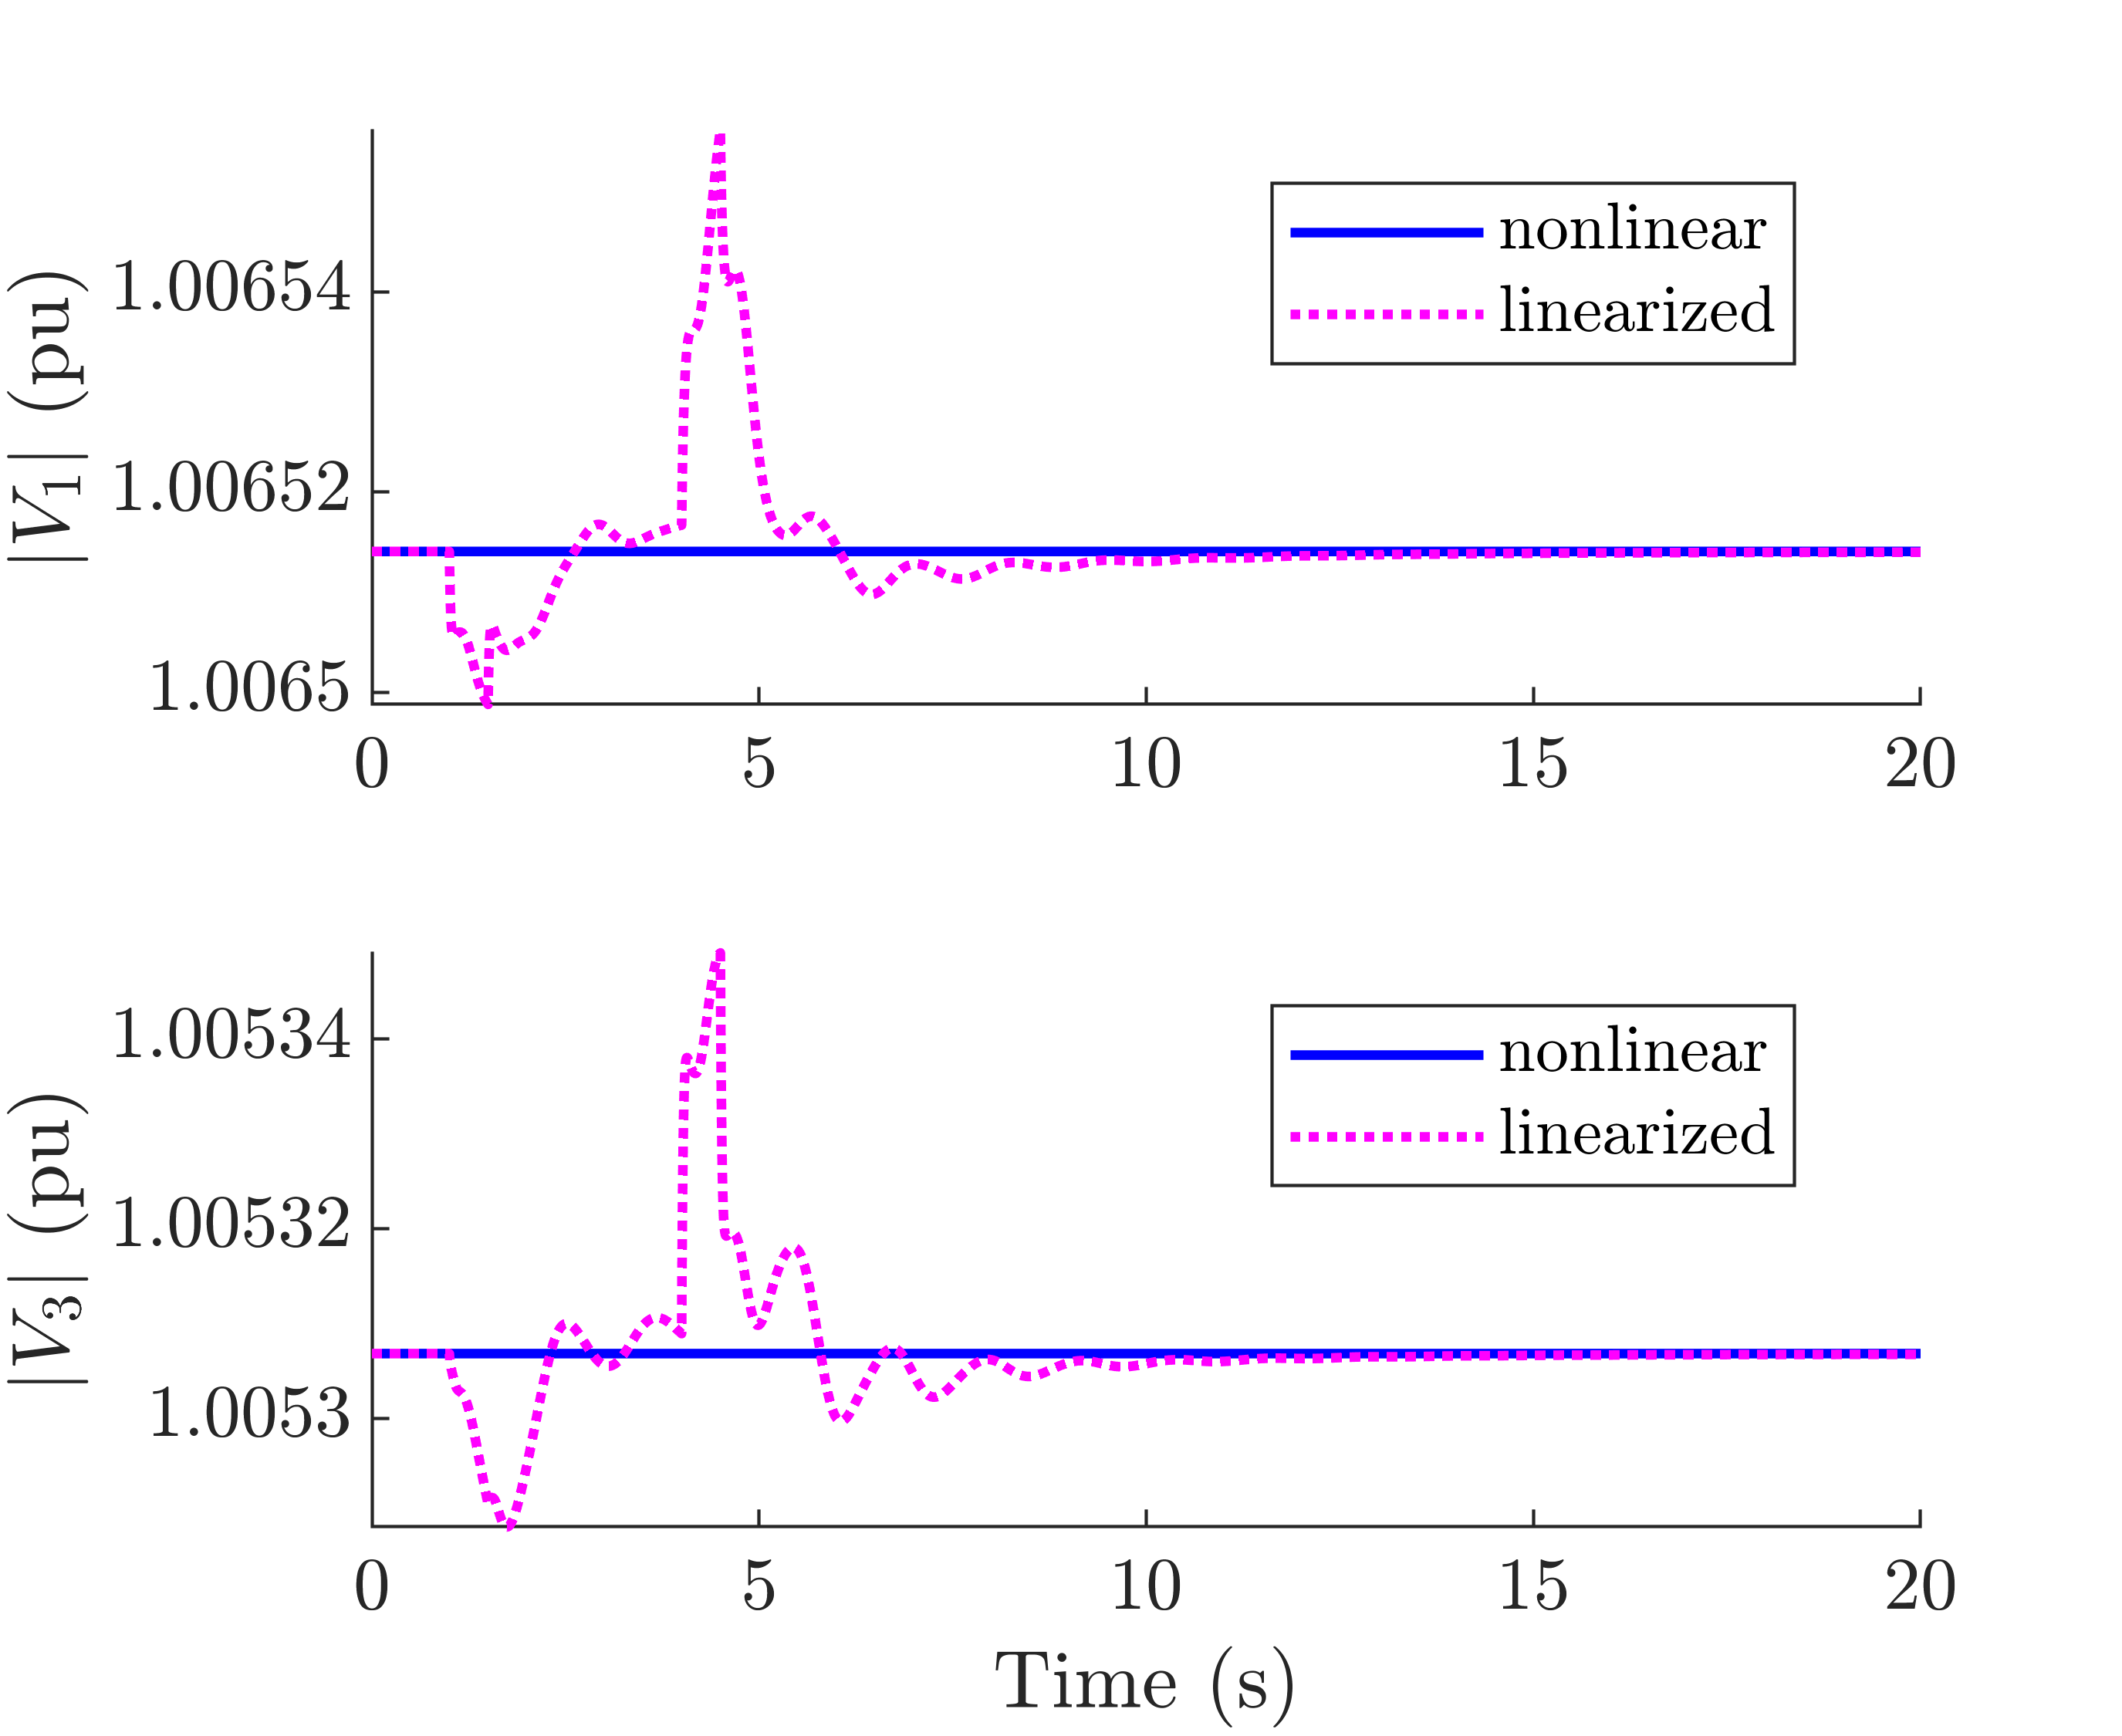 |V1| (pu)
1.00654
1.00652
1.0065
nonlinear
linearized
0 5 10 15 20
|V3| (pu)
1.00534
1.00532
1.0053
nonlinear
linearized
0 5 10 15 20
Time (s)